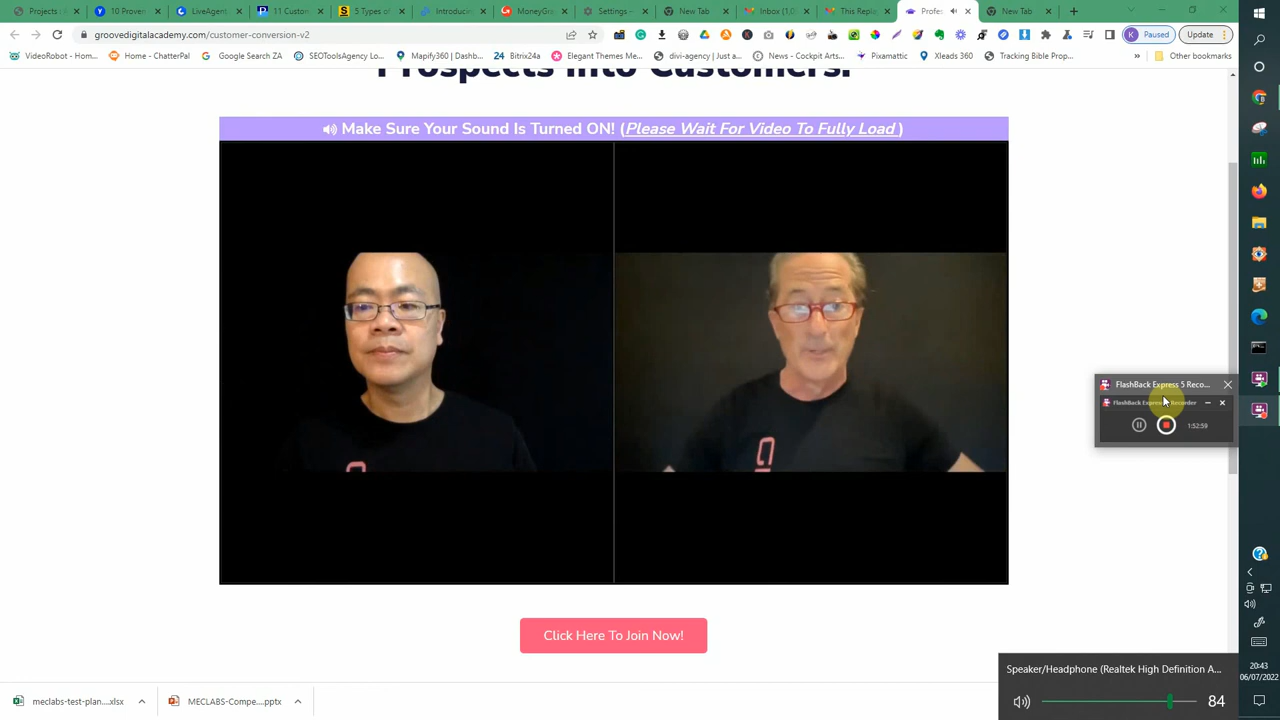 Projects | R
10 Proven
LiveAgent
11 Custom
5 Types of
Introducin
MoneyGra
Settings –
New Tab
Inbox (1,0
This Repla
Profes
New Tab
groovedigitalacademy.com/customer-conversion-v2
K Paused
Update
VideoRobot - Hom...
Home - ChatterPal
Google Search ZA
SEOToolsAgency Lo...
Mapify360 | Dashb...
24 Bitrix24a
Elegant Themes Me...
divi-agency | Just a...
News - Cockpit Arts...
Pixamattic
Xleads 360
Tracking Bible Prop...
»
Other bookmarks
Prospects Into Customers.
Make Sure Your Sound Is Turned ON! (Please Wait For Video To Fully Load )
FlashBack Express 5 Reco...
FlashBack Express Recorder
1:52:59
Click Here To Join Now!
Speaker/Headphone (Realtek High Definition A...
84
meclabs-test-plan....xlsx
MECLABS-Compe....pptx
20:43
06/07/2022